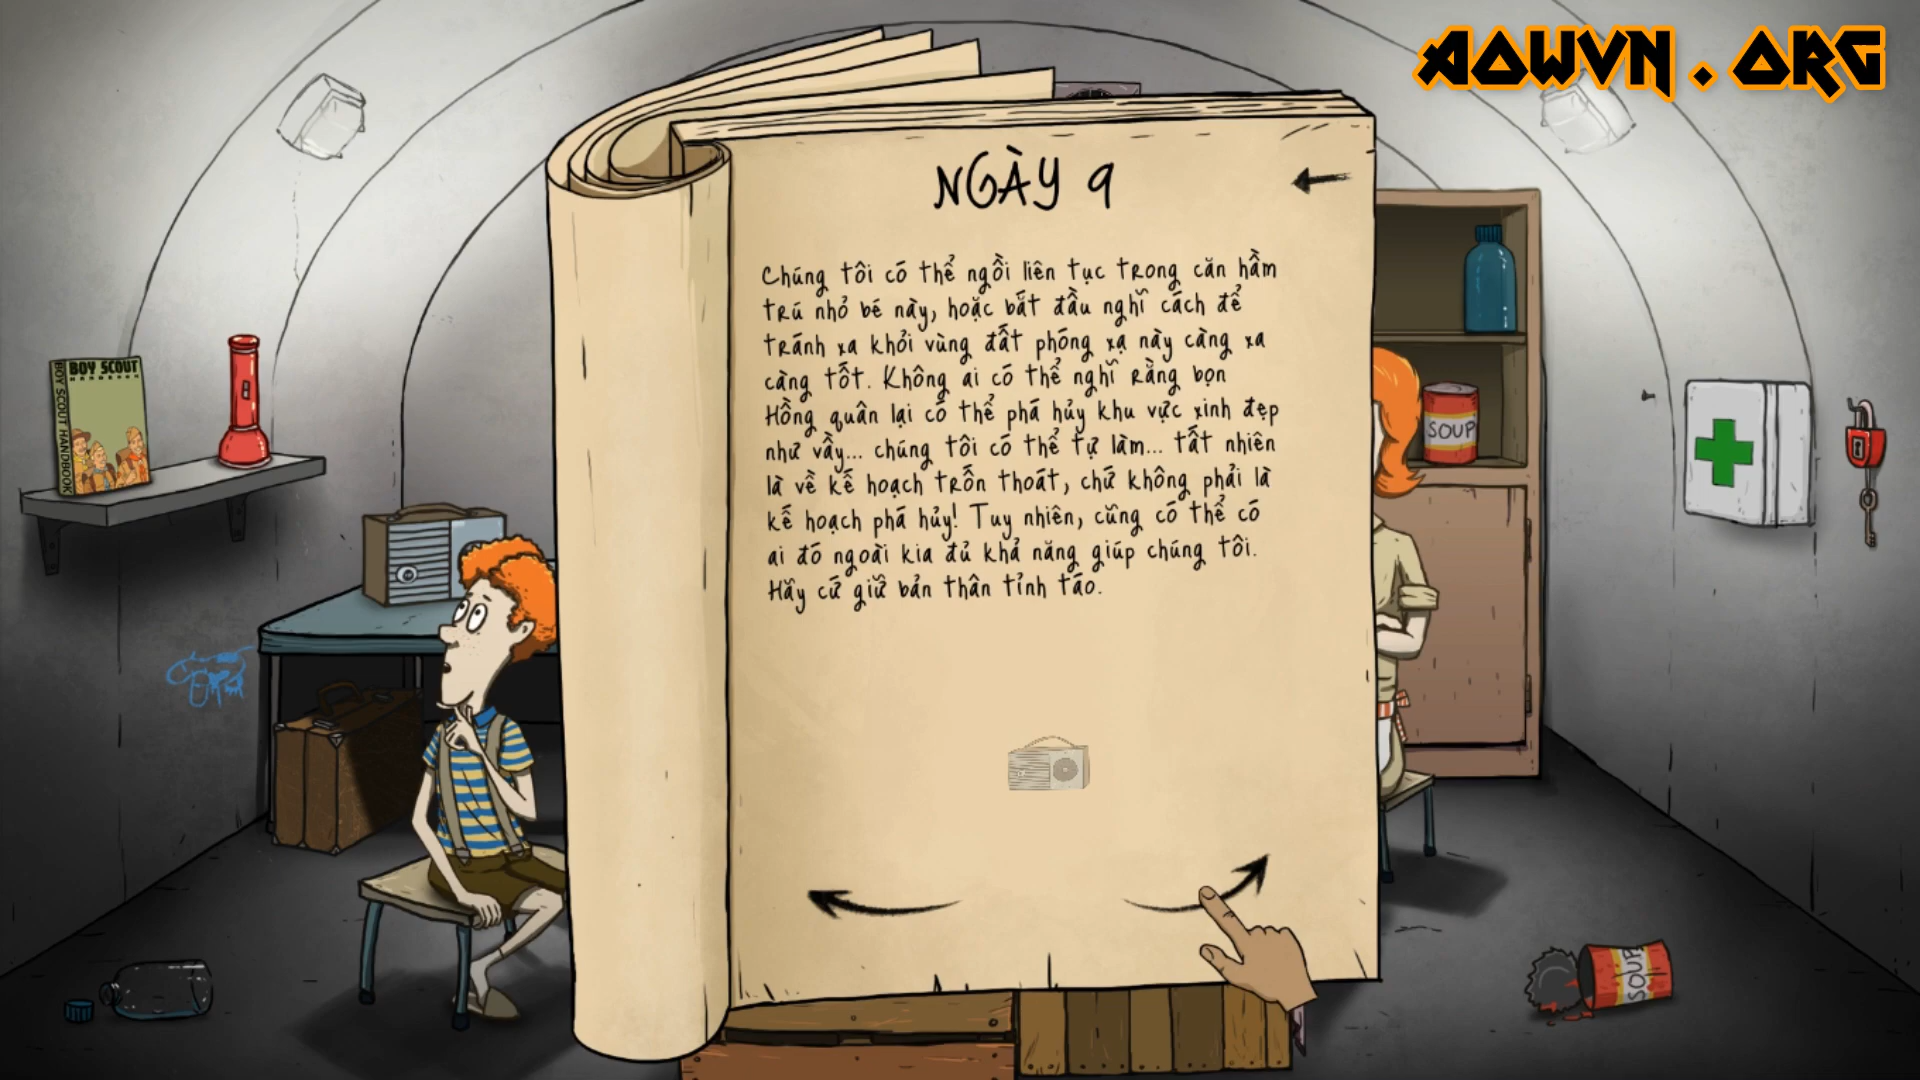 AOWVN.ORG
NGÀY 9
Chúng tôi có thể ngồi liên tục trong căn hầm
trú nhỏ bé này, hoặc bắt đầu nghĩ cách để
tránh xa khỏi vùng đất phóng xạ này càng xa
càng tốt. Không ai có thể nghĩ rằng bọn
Hồng quân lại có thể phá hủy khu vực xinh đẹp
như vầy... chúng tôi có thể tự làm... tất nhiên
là về kế hoạch trốn thoát, chứ không phải là
kế hoạch phá hủy! Tuy nhiên, cũng có thể có
ai đó ngoài kia đủ khả năng giúp chúng tôi.
Hãy cứ giữ bản thân tỉnh táo.
BOY SCOUT
BOY SCOUT HANDBOOK
SOUP
SOUP